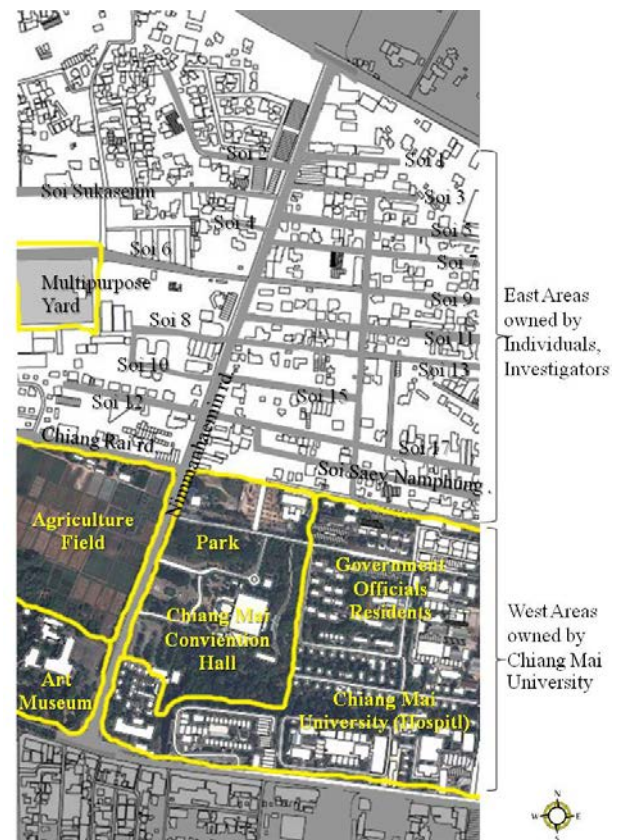 Soi 2
Soi 1
Soi Sukaseum
Soi 3
Soi 4
Soi 5
Soi 6
Soi 7
Multipurpose
Yard
Soi 9
East Areas
owned by
Individuals,
Investigators
Soi 8
Soi 11
Soi 10
Soi 13
Soi 15
Soi 12
Nimmanhaemin rd.
Chiang Rai rd
Soi 17
Soi Saey Namphung
Agriculture
Field
Park
Government
Officials
Residents
Chiang Mai
Conviention
Hall
West Areas
owned by
Chiang Mai
University
Art
Museum
Chiang Mai
University (Hospitl)
N
W
E
S